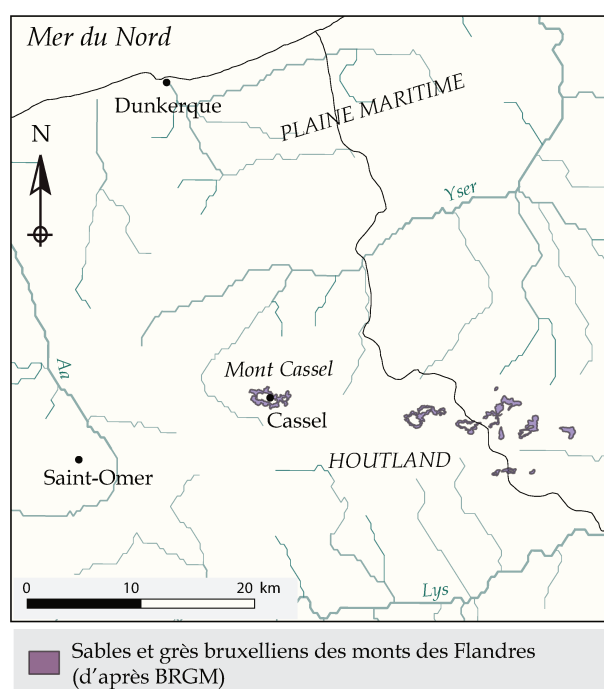 Mer du Nord
Dunkerque
PLAINE MARITIME
N
Yser
Aa
Mont Cassel
Cassel
HOUTLAND
Saint-Omer
0 10 20 km
Lys
Sables et grès bruxelliens des monts des Flandres
(d'après BRGM)